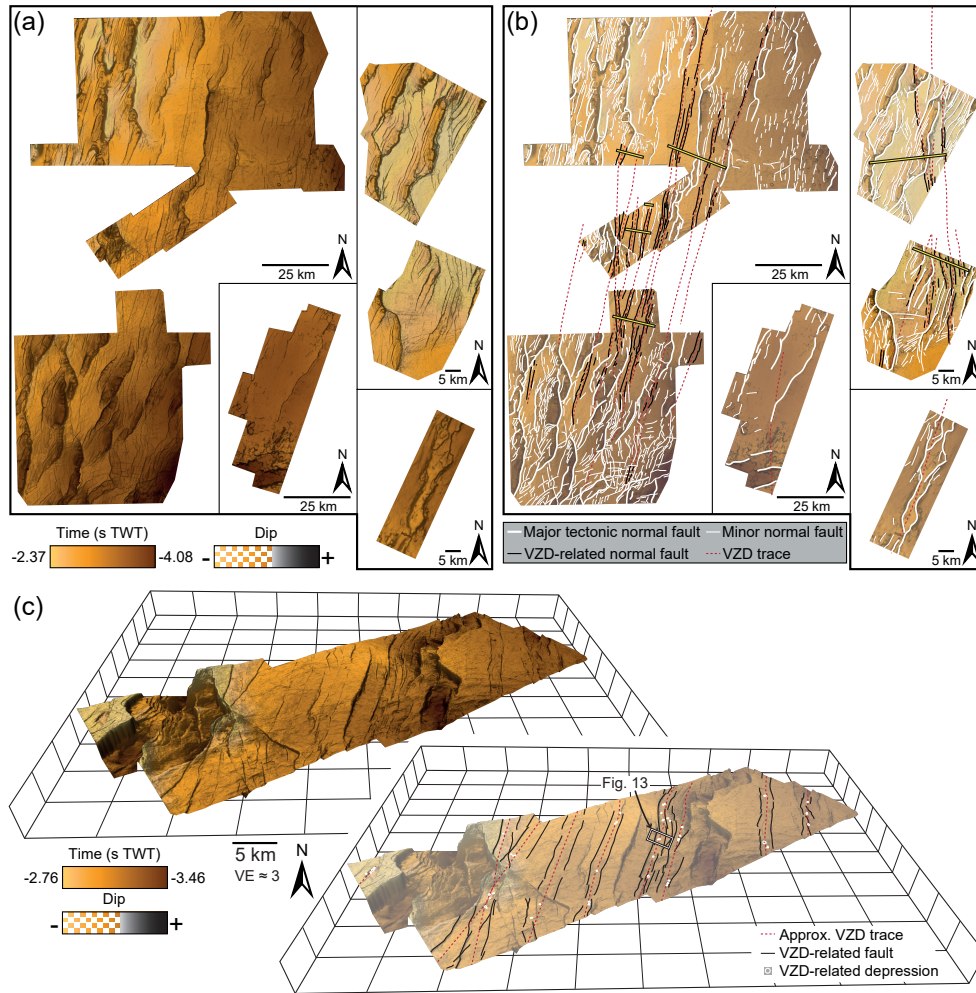 (a)
N
25 km
N
5 km
N
25 km
N
5 km
Time (s TWT)
-2.37
-4.08
Dip
-
+
(b)
N
25 km
N
5 km
N
25 km
N
5 km
Major tectonic normal fault
Minor normal fault
VZD-related normal fault
VZD trace
(c)
5 km
VE ≈ 3
N
Time (s TWT)
-2.76
-3.46
Dip
-
+
Fig. 13
Approx. VZD trace
VZD-related fault
VZD-related depression